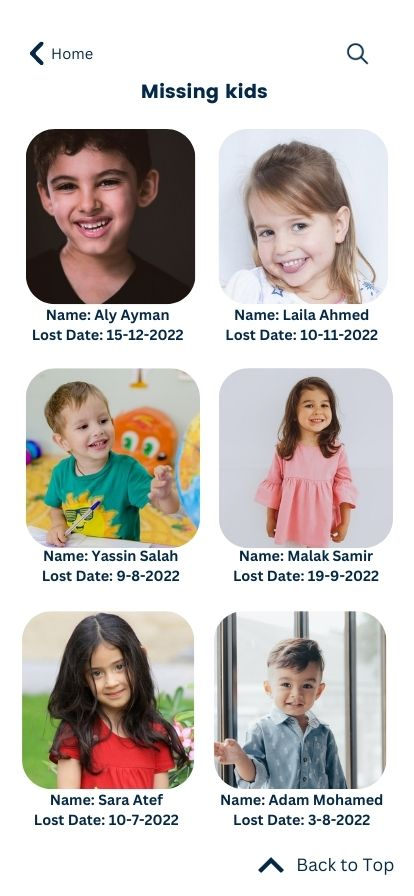 Home
Missing kids
Name: Aly Ayman
Lost Date: 15-12-2022
Name: Laila Ahmed
Lost Date: 10-11-2022
Name: Yassin Salah
Lost Date: 9-8-2022
Name: Malak Samir
Lost Date: 19-9-2022
Name: Sara Atef
Lost Date: 10-7-2022
Name: Adam Mohamed
Lost Date: 3-8-2022
Back to Top